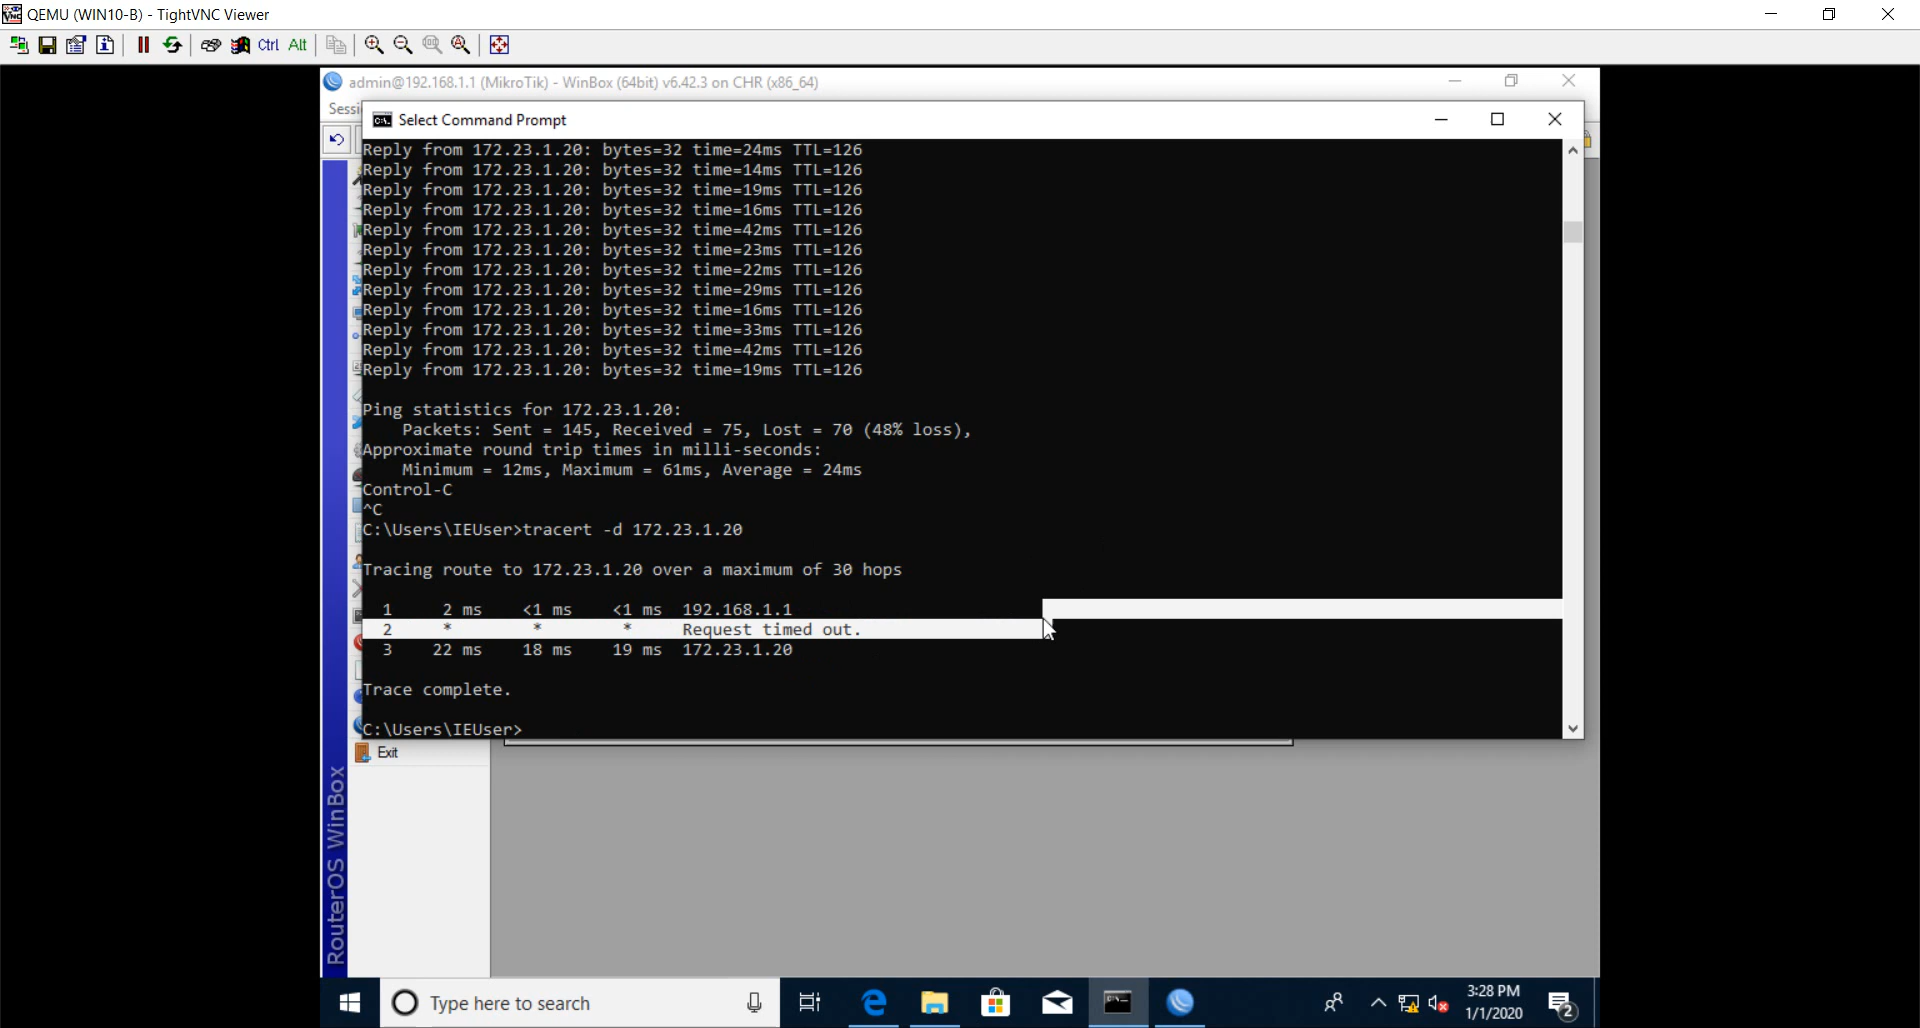 QEMU (WIN10-B) - TightVNC Viewer
Ctrl Alt
admin@192.168.1.1 (MikroTik) - WinBox (64bit) v6.42.3 on CHR (x86_64)
Sessi
Select Command Prompt
Reply from 172.23.1.20: bytes=32 time=24ms TTL=126
Reply from 172.23.1.20: bytes=32 time=14ms TTL=126
Reply from 172.23.1.20: bytes=32 time=19ms TTL=126
Reply from 172.23.1.20: bytes=32 time=16ms TTL=126
Reply from 172.23.1.20: bytes=32 time=42ms TTL=126
Reply from 172.23.1.20: bytes=32 time=23ms TTL=126
Reply from 172.23.1.20: bytes=32 time=22ms TTL=126
Reply from 172.23.1.20: bytes=32 time=29ms TTL=126
Reply from 172.23.1.20: bytes=32 time=16ms TTL=126
Reply from 172.23.1.20: bytes=32 time=33ms TTL=126
Reply from 172.23.1.20: bytes=32 time=42ms TTL=126
Reply from 172.23.1.20: bytes=32 time=19ms TTL=126
Ping statistics for 172.23.1.20:
Packets: Sent = 145, Received = 75, Lost = 70 (48% loss),
Approximate round trip times in milli-seconds:
Minimum = 12ms, Maximum = 61ms, Average = 24ms
Control-C
^C
C:\Users\IEUser>tracert -d 172.23.1.20
Tracing route to 172.23.1.20 over a maximum of 30 hops
1 2 ms <1 ms <1 ms 192.168.1.1
2 * * * Request timed out.
3 22 ms 18 ms 19 ms 172.23.1.20
Trace complete.
C:\Users\IEUser>
Exit
RouterOS WinBox
Type here to search
3:28 PM
1/1/2020
2